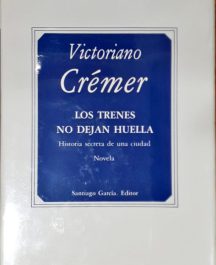 Victoriano
Crémer
LOS TRENES
NO DEJAN HUELLA
Historia secreta de una ciudad
Novela
Santiago García. Editor